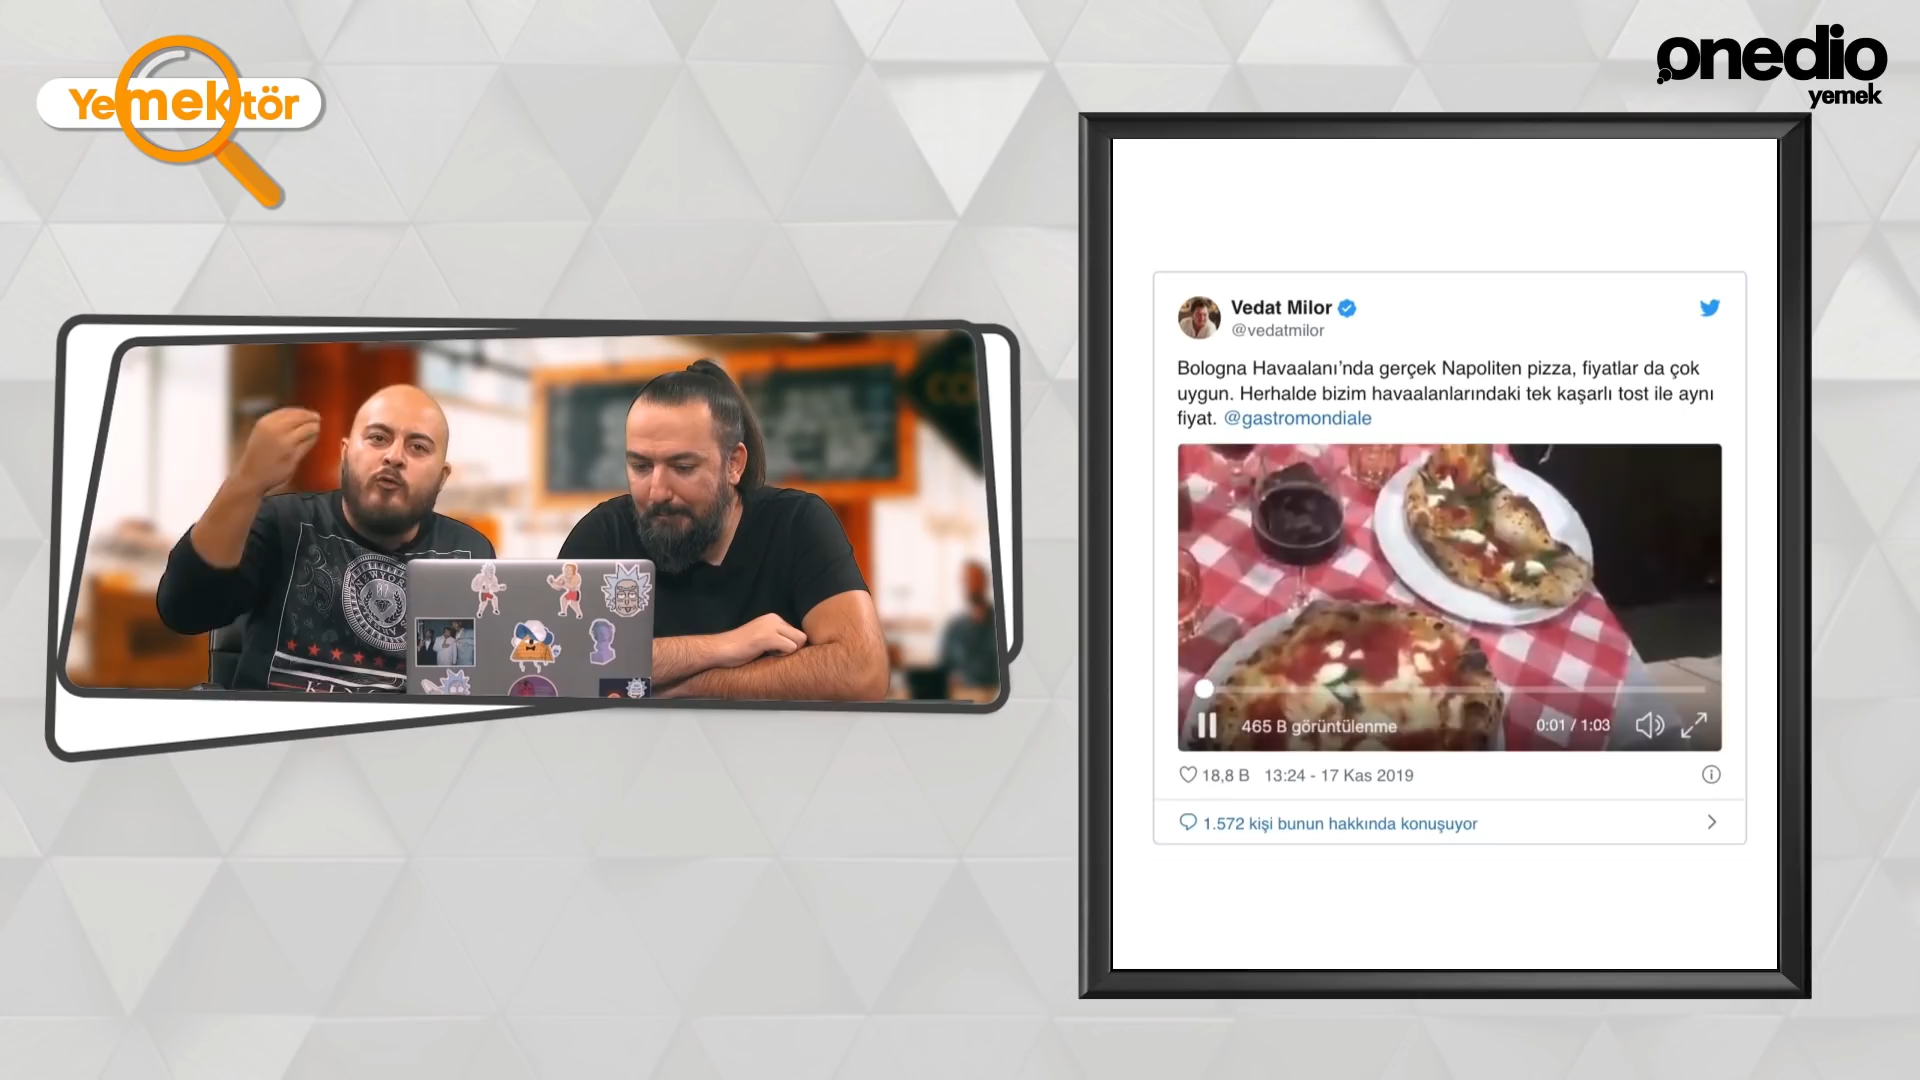 Yemektör
onedio
yemek
Vedat Milor
@vedatmilor
Bologna Havaalanı’nda gerçek Napoliten pizza, fiyatlar da çok
uygun. Herhalde bizim havaalanlarındaki tek kaşarlı tost ile aynı
fiyat. @gastromondiale
465 B görüntülenme
0:01 / 1:03
18,8 B 13:24 - 17 Kas 2019
1.572 kişi bunun hakkında konuşuyor
NEWYORK